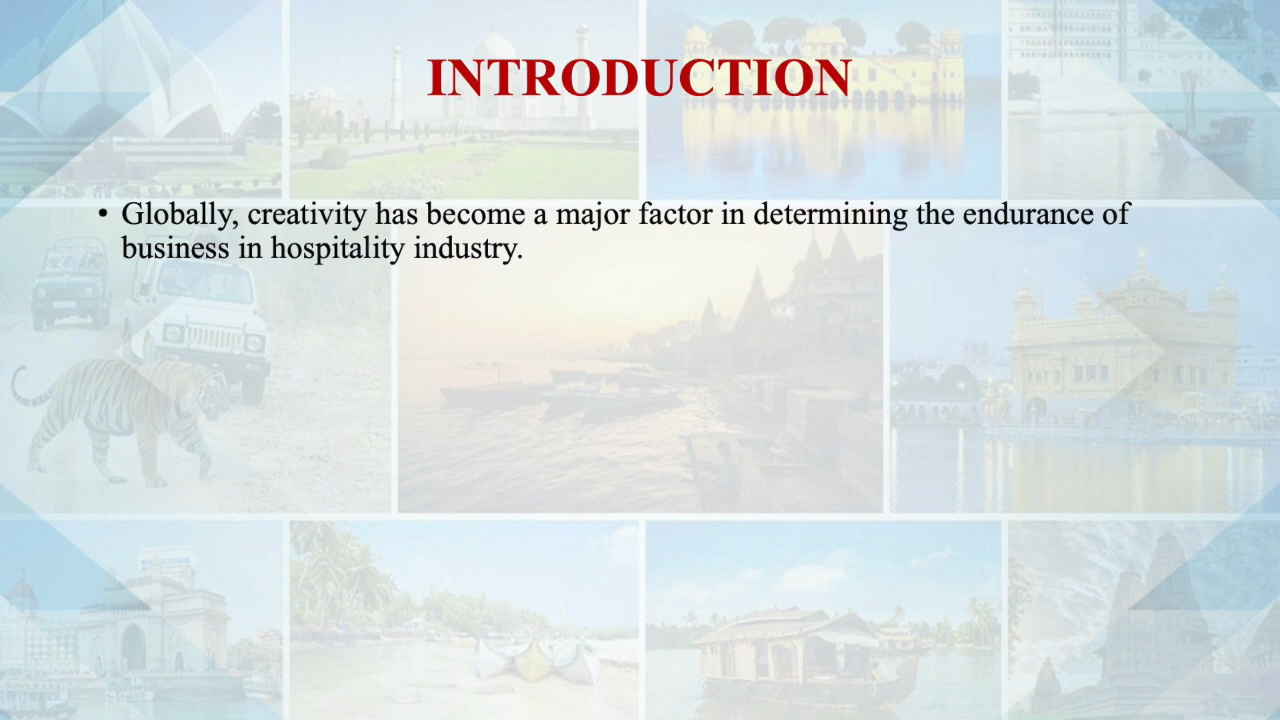 INTRODUCTION
• Globally, creativity has become a major factor in determining the endurance of
business in hospitality industry.